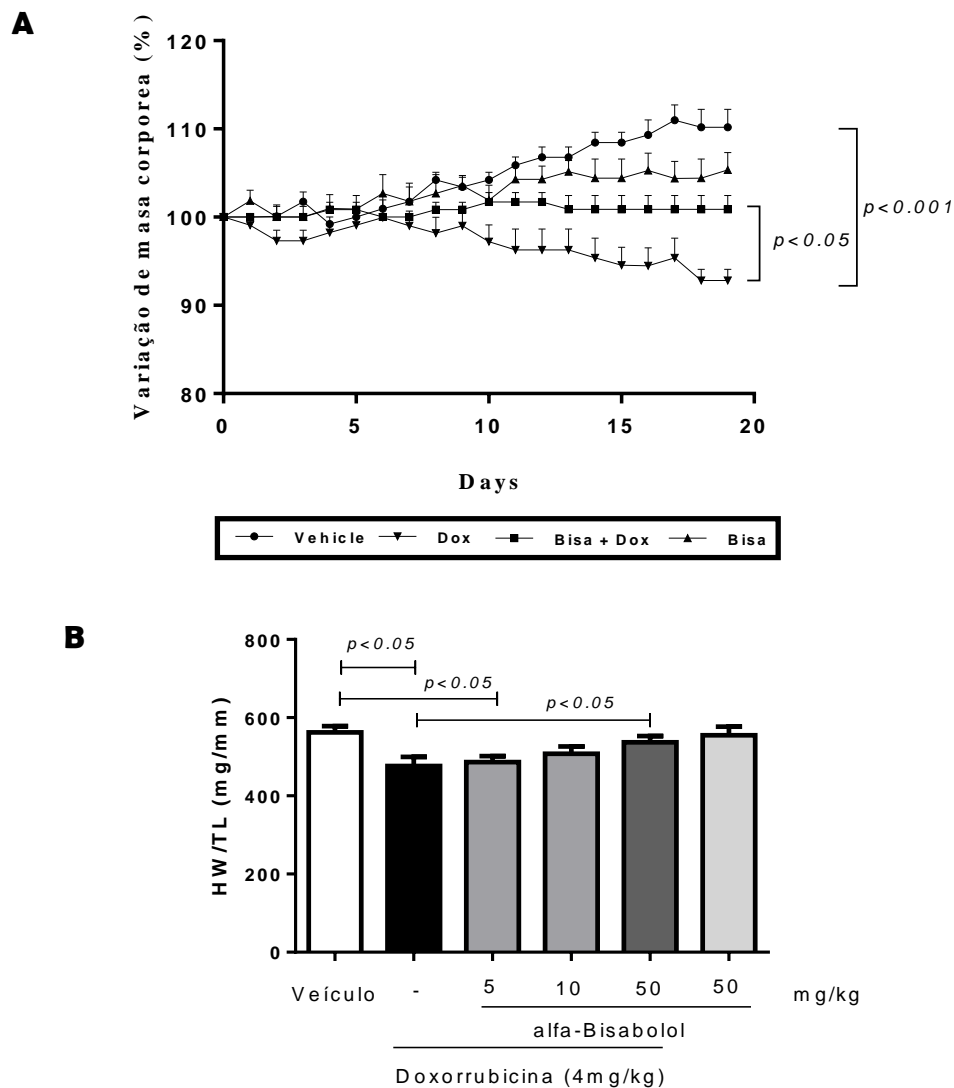 A
Variação de masa corporea (%)
120
110
100
90
80
0 5 10 15 20
Days
p<0.05
p<0.001
Vehicle Dox Bisa + Dox Bisa
B
HW/TL (mg/mm)
800
600
400
200
0
p<0.05
p<0.05
p<0.05
Veículo - 5 10 50 50 mg/kg
alfa-Bisabolol
Doxorrubicina (4mg/kg)